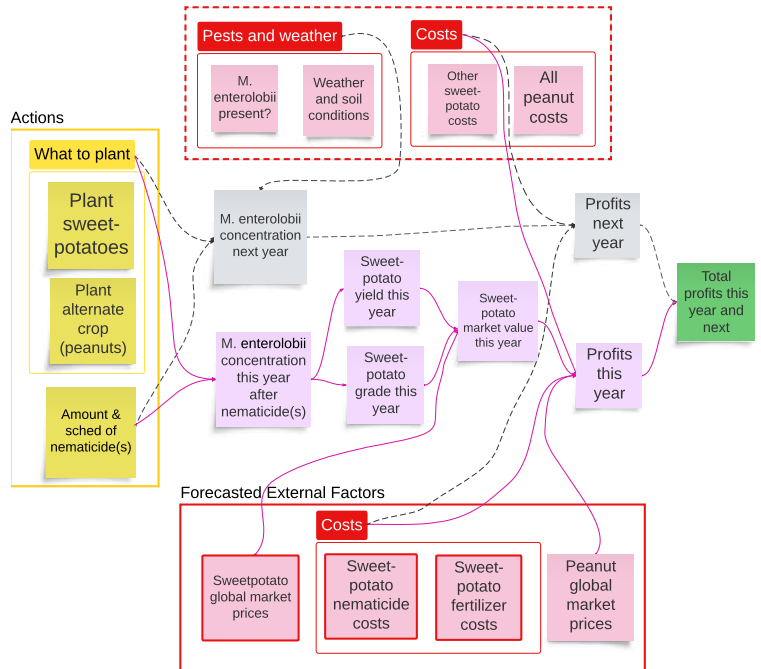 Pests and weather
Costs
M.
enterolobii
present?
Weather
and soil
conditions
Other
sweet-
potato
costs
All
peanut
costs
Actions
What to plant
Plant
sweet-
potatoes
Plant
alternate
crop
(peanuts)
Amount &
sched of
nematicide(s)
M. enterolobii
concentration
next year
Profits
next
year
Sweet-
potato
yield this
year
Sweet-
potato
market value
this year
Total
profits this
year and
next
M. enterolobii
concentration
this year
after
nematicide(s)
Sweet-
potato
grade this
year
Profits
this
year
Forecasted External Factors
Costs
Sweetpotato
global market
prices
Sweet-
potato
nematicide
costs
Sweet-
potato
fertilizer
costs
Peanut
global
market
prices